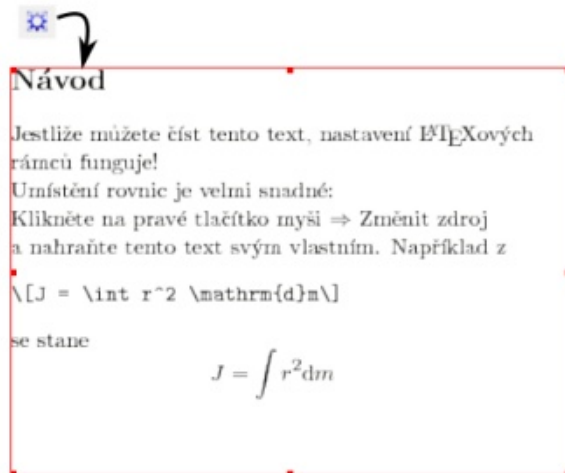 Návod
Jestliže můžete číst tento text, nastavení LATEXových
rámců funguje!
Umístění rovnic je velmi snadné:
Klikněte na pravé tlačítko myši ⇒ Změnit zdroj
a nahraňte tento text svým vlastním. Například z
\[J = \int r^2 \mathrm{d}m\]
se stane
J = ∫ r²dm